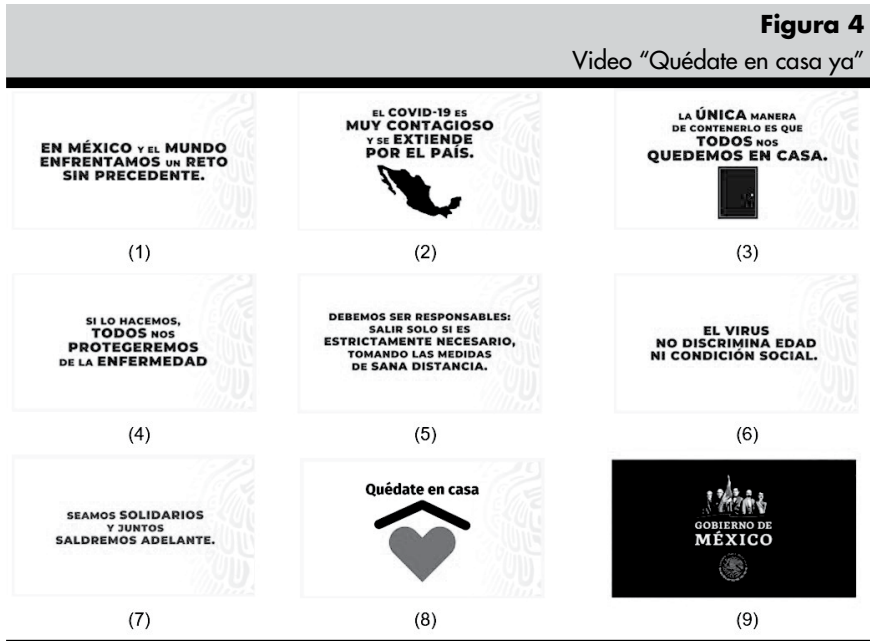 Figura 4
Video “Quédate en casa ya”
EN MÉXICO Y EL MUNDO
ENFRENTAMOS UN RETO
SIN PRECEDENTE.
(1)
EL COVID-19 ES
MUY CONTAGIOSO
Y SE EXTIENDE
POR EL PAÍS.
(2)
LA ÚNICA MANERA
DE CONTENERLO ES QUE
TODOS NOS
QUEDEMOS EN CASA.
(3)
SI LO HACEMOS,
TODOS NOS
PROTEGEREMOS
DE LA ENFERMEDAD
(4)
DEBEMOS SER RESPONSABLES:
SALIR SOLO SI ES
ESTRICTAMENTE NECESARIO,
TOMANDO LAS MEDIDAS
DE SANA DISTANCIA.
(5)
EL VIRUS
NO DISCRIMINA EDAD
NI CONDICIÓN SOCIAL.
(6)
SEAMOS SOLIDARIOS
Y JUNTOS
SALDREMOS ADELANTE.
(7)
Quédate en casa
(8)
GOBIERNO DE
MÉXICO
(9)